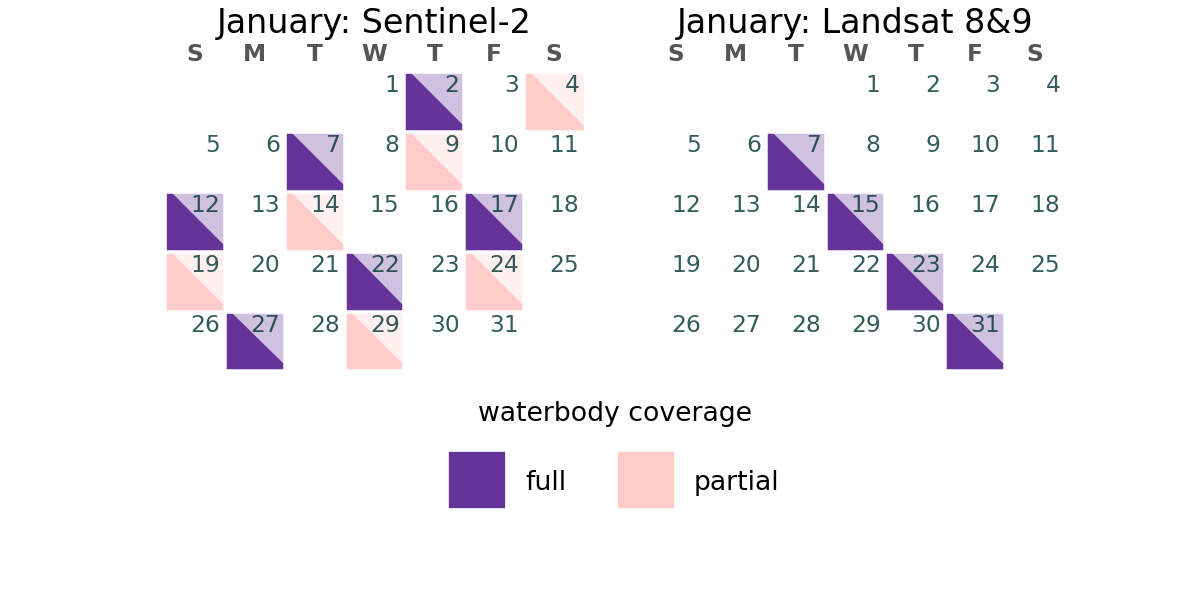 January: Sentinel-2
S M T W T F S
1 2 3 4
5 6 7 8 9 10 11
12 13 14 15 16 17 18
19 20 21 22 23 24 25
26 27 28 29 30 31
January: Landsat 8&9
S M T W T F S
1 2 3 4
5 6 7 8 9 10 11
12 13 14 15 16 17 18
19 20 21 22 23 24 25
26 27 28 29 30 31
waterbody coverage
full
partial